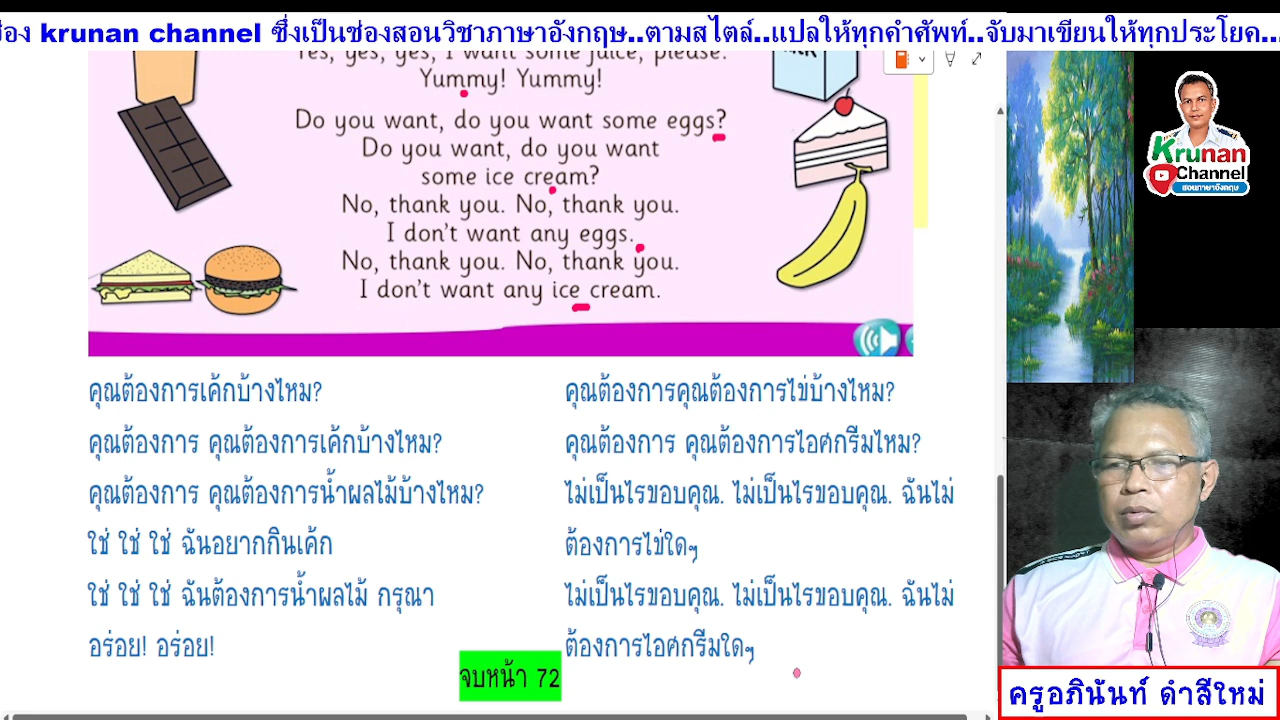 ช่อง krunan channel ซึ่งเป็นช่องสอนวิชาภาษาอังกฤษ..ตามสไตล์..แปลให้ทุกคำศัพท์..จับมาเขียนให้ทุกประโยค...
Yes, yes, yes, I want some juice, please.
Yummy! Yummy!
Do you want, do you want some eggs?
Do you want, do you want
some ice cream?
No, thank you. No, thank you.
I don't want any eggs.
No, thank you. No, thank you.
I don't want any ice cream.
Krunan
Channel
สอนภาษาอังกฤษ
คุณต้องการเค้กบ้างไหม?
คุณต้องการ คุณต้องการเค้กบ้างไหม?
คุณต้องการ คุณต้องการน้ำผลไม้บ้างไหม?
ใช่ ใช่ ใช่ ฉันอยากกินเค้ก
ใช่ ใช่ ใช่ ฉันต้องการน้ำผลไม้ กรุณา
อร่อย! อร่อย!
คุณต้องการคุณต้องการไข่บ้างไหม?
คุณต้องการ คุณต้องการไอศกรีมไหม?
ไม่เป็นไรขอบคุณ. ไม่เป็นไรขอบคุณ. ฉันไม่
ต้องการไข่ใดๆ
ไม่เป็นไรขอบคุณ. ไม่เป็นไรขอบคุณ. ฉันไม่
ต้องการไอศกรีมใดๆ
จบหน้า 72
ครูอภินันท์ ดำสีใหม่